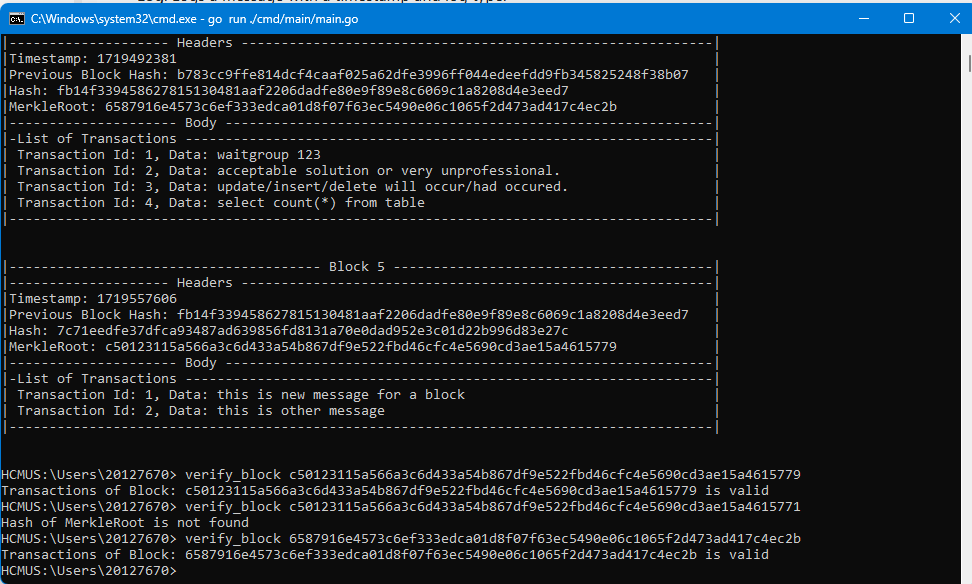 C:\Windows\system32\cmd.exe - go run ./cmd/main/main.go
|-------------------- Headers -----------------------------------------------------------|
|Timestamp: 1719492381
|Previous Block Hash: b783cc9ffe814dcf4caaf025a62dfe3996ff044edeefdd9fb345825248f38b07
|Hash: fb14f339458627815130481aaf2206dadfe80e9f89e8c6069c1a8208d4e3eed7
|MerkleRoot: 6587916e4573c6ef333edca01d8f07f63ec5490e06c1065f2d473ad417c4ec2b
|--------------------- Body -------------------------------------------------------------|
|-List of Transactions ------------------------------------------------------------------|
| Transaction Id: 1, Data: waitgroup 123
| Transaction Id: 2, Data: acceptable solution or very unprofessional.
| Transaction Id: 3, Data: update/insert/delete will occur/had occured.
| Transaction Id: 4, Data: select count(*) from table
|----------------------------------------------------------------------------------------|
|--------------------------------------- Block 5 ----------------------------------------|
|-------------------- Headers -----------------------------------------------------------|
|Timestamp: 1719557606
|Previous Block Hash: fb14f339458627815130481aaf2206dadfe80e9f89e8c6069c1a8208d4e3eed7
|Hash: 7c71eedfe37dfca93487ad639856fd8131a70e0dad952e3c01d22b996d83e27c
|MerkleRoot: c50123115a566a3c6d433a54b867df9e522fbd46cfc4e5690cd3ae15a4615779
|--------------------- Body -------------------------------------------------------------|
|-List of Transactions ------------------------------------------------------------------|
| Transaction Id: 1, Data: this is new message for a block
| Transaction Id: 2, Data: this is other message
|----------------------------------------------------------------------------------------|
HCMUS:\Users\20127670> verify_block c50123115a566a3c6d433a54b867df9e522fbd46cfc4e5690cd3ae15a4615779
Transactions of Block: c50123115a566a3c6d433a54b867df9e522fbd46cfc4e5690cd3ae15a4615779 is valid
HCMUS:\Users\20127670> verify_block c50123115a566a3c6d433a54b867df9e522fbd46cfc4e5690cd3ae15a4615771
Hash of MerkleRoot is not found
HCMUS:\Users\20127670> verify_block 6587916e4573c6ef333edca01d8f07f63ec5490e06c1065f2d473ad417c4ec2b
Transactions of Block: 6587916e4573c6ef333edca01d8f07f63ec5490e06c1065f2d473ad417c4ec2b is valid
HCMUS:\Users\20127670>